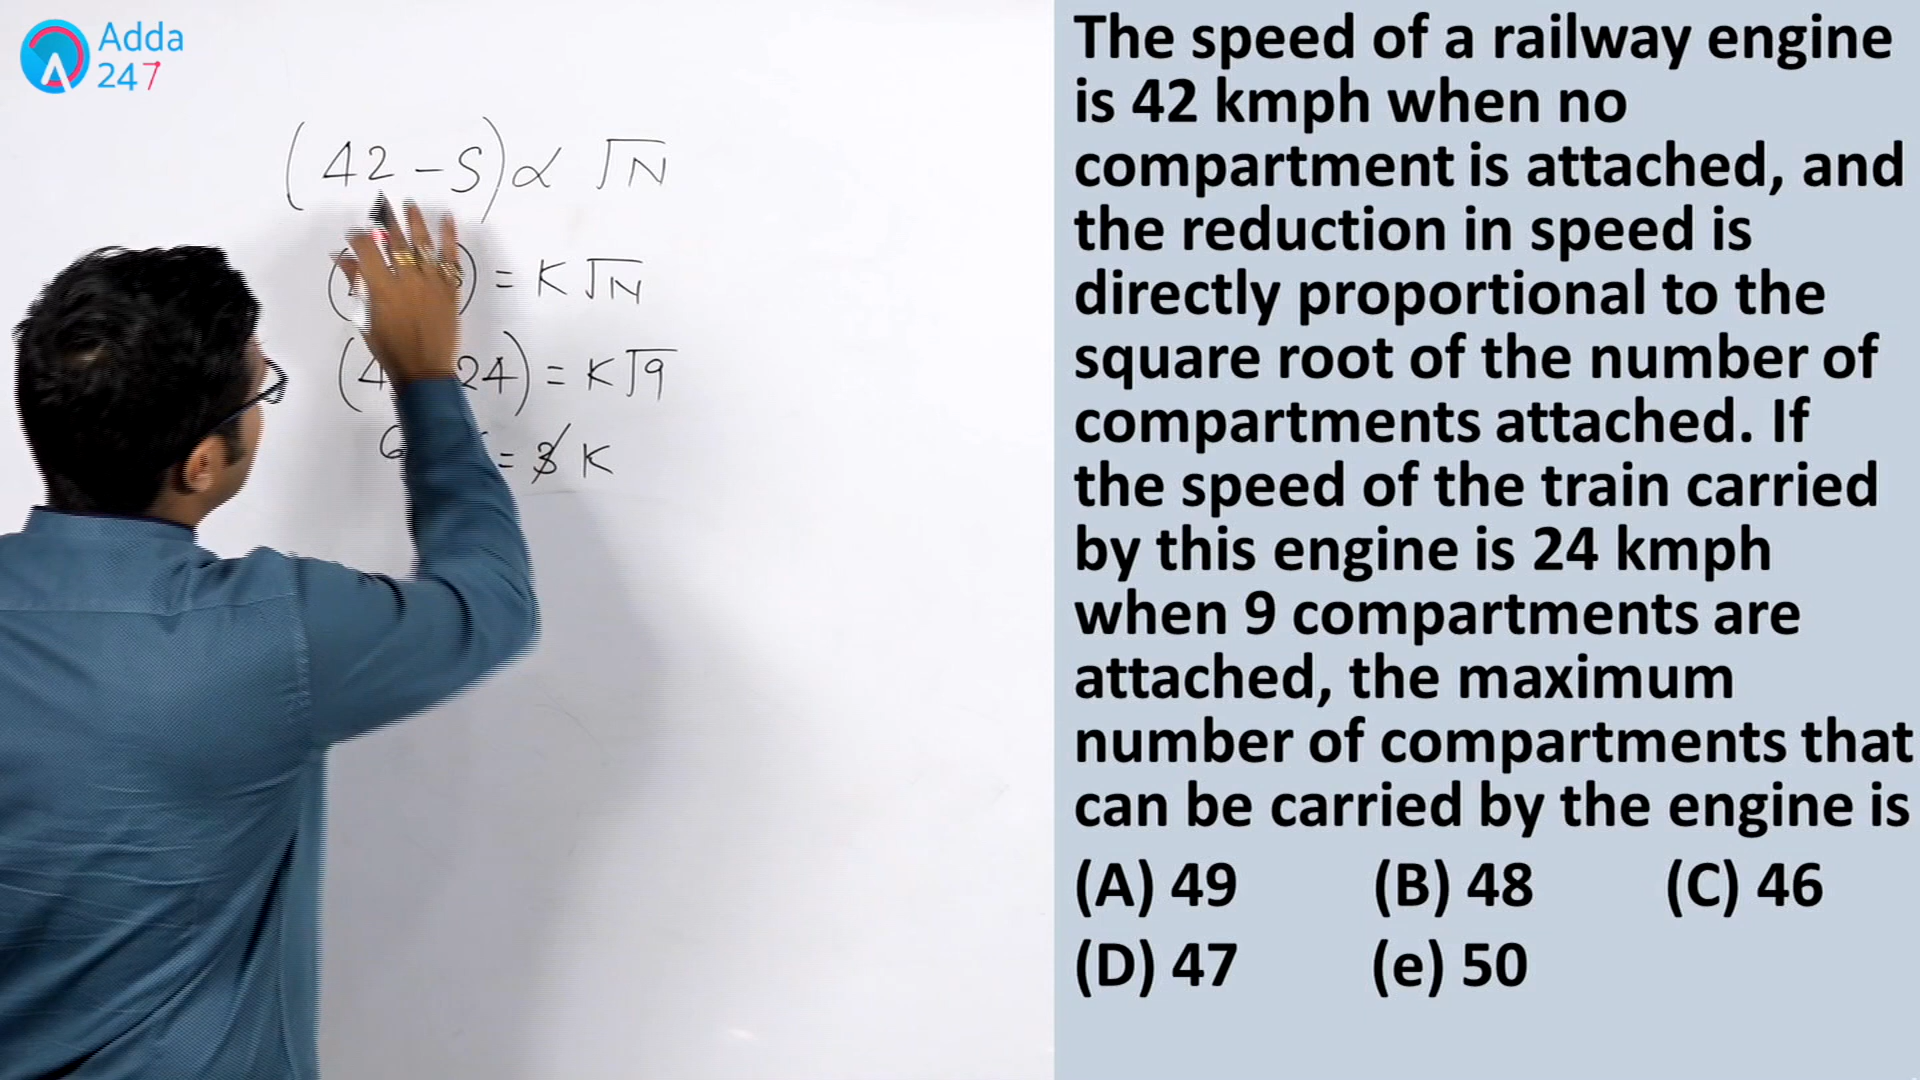 Adda
247
(42-S) ∝ √N
) = K√N
24) = K√9
6 = 3 K
The speed of a railway engine
is 42 kmph when no
compartment is attached, and
the reduction in speed is
directly proportional to the
square root of the number of
compartments attached. If
the speed of the train carried
by this engine is 24 kmph
when 9 compartments are
attached, the maximum
number of compartments that
can be carried by the engine is
(A) 49 (B) 48 (C) 46
(D) 47 (e) 50